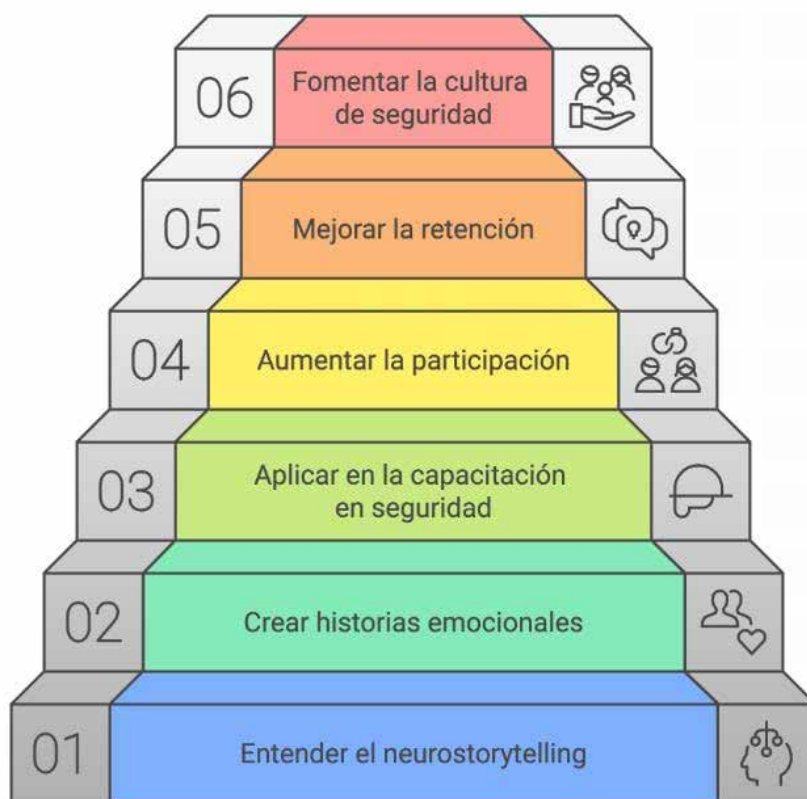 06
Fomentar la cultura
de seguridad
05
Mejorar la retención
04
Aumentar la participación
03
Aplicar en la capacitación
en seguridad
02
Crear historias emocionales
01
Entender el neurostorytelling